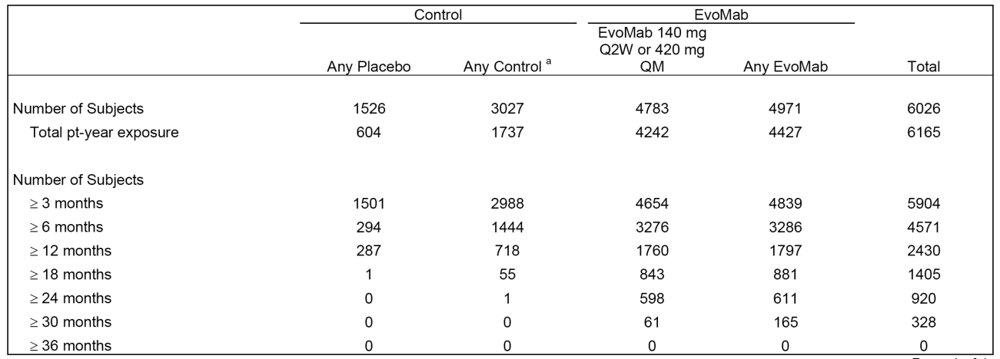 Control EvoMab
EvoMab 140 mg
Q2W or 420 mg
Any Placebo Any Control a QM Any EvoMab Total
Number of Subjects 1526 3027 4783 4971 6026
Total pt-year exposure 604 1737 4242 4427 6165
Number of Subjects
≥ 3 months 1501 2988 4654 4839 5904
≥ 6 months 294 1444 3276 3286 4571
≥ 12 months 287 718 1760 1797 2430
≥ 18 months 1 55 843 881 1405
≥ 24 months 0 1 598 611 920
≥ 30 months 0 0 61 165 328
≥ 36 months 0 0 0 0 0